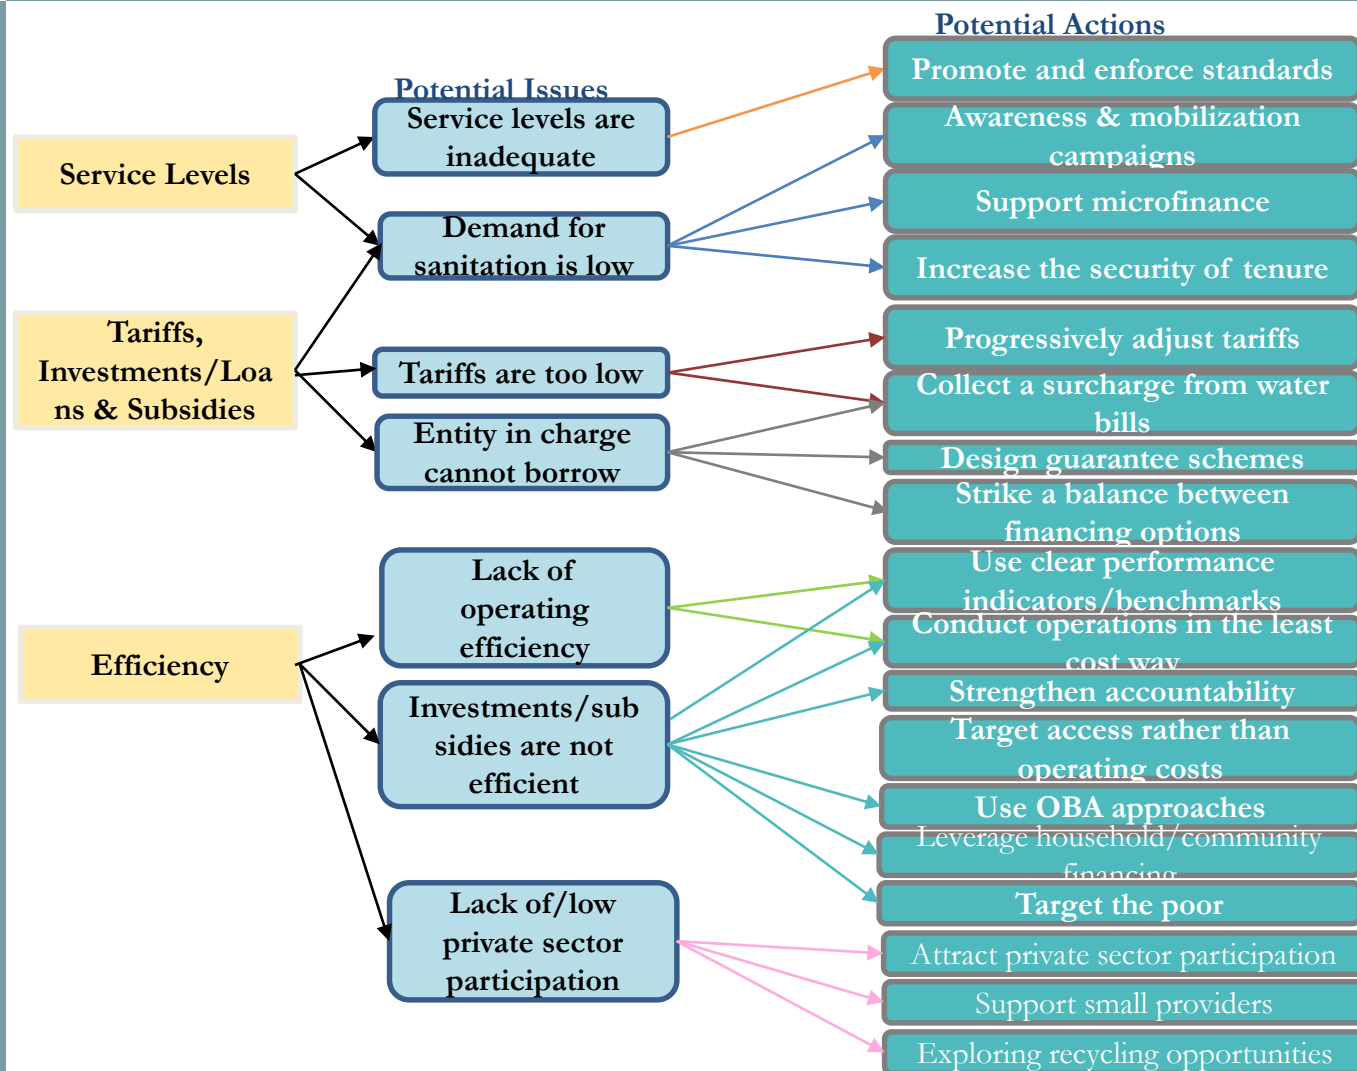 Potential Actions
Potential Issues
Service Levels
Tariffs,
Investments/Loa
ns & Subsidies
Efficiency
Service levels are
inadequate
Demand for
sanitation is low
Tariffs are too low
Entity in charge
cannot borrow
Lack of
operating
efficiency
Investments/sub
sidies are not
efficient
Lack of/low
private sector
participation
Promote and enforce standards
Awareness & mobilization
campaigns
Support microfinance
Increase the security of tenure
Progressively adjust tariffs
Collect a surcharge from water
bills
Design guarantee schemes
Strike a balance between
financing options
Use clear performance
indicators/benchmarks
Conduct operations in the least
cost way
Strengthen accountability
Target access rather than
operating costs
Use OBA approaches
Leverage household/community
financing
Target the poor
Attract private sector participation
Support small providers
Exploring recycling opportunities